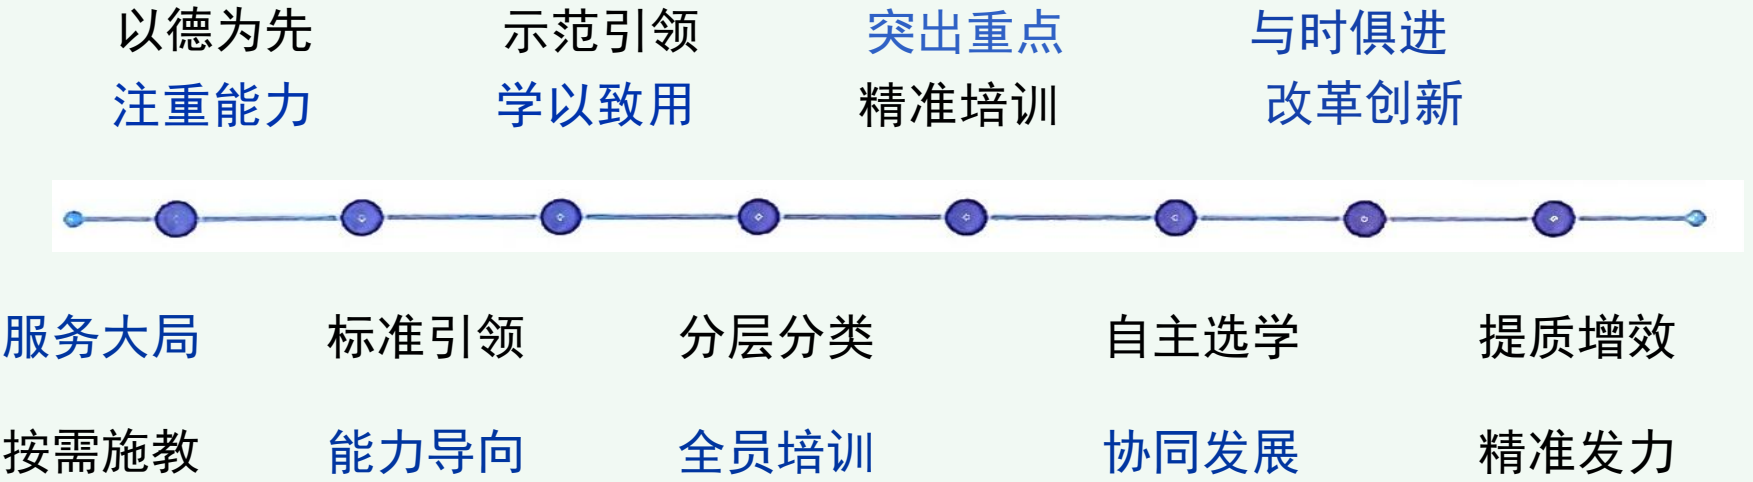 以德为先 示范引领 突出重点 与时俱进
注重能力 学以致用 精准培训 改革创新
服务大局 标准引领 分层分类 自主选学 提质增效
按需施教 能力导向 全员培训 协同发展 精准发力